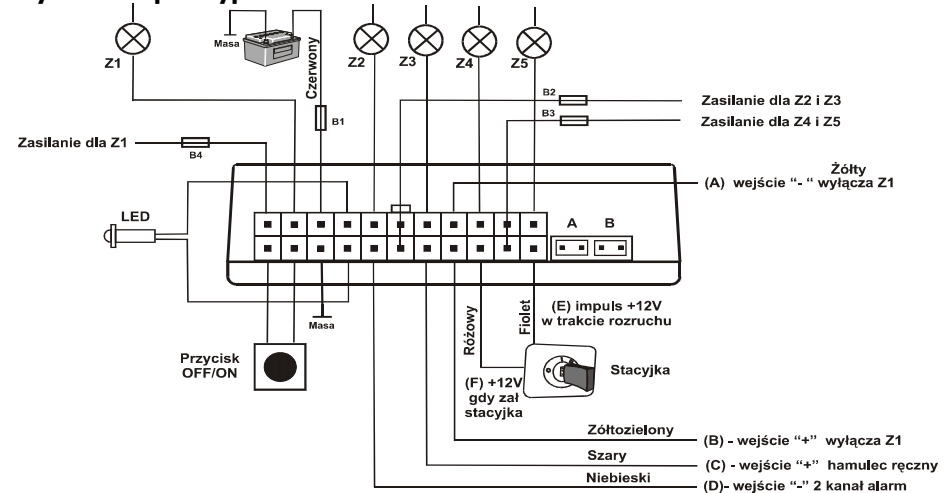 Z1
Masa
Czerwony
B1
Z2
Z3
Z4
Z5
B2
Zasilanie dla Z2 i Z3
B3
Zasilanie dla Z4 i Z5
Zasilanie dla Z1
B4
Żółty
(A) wejście “- “ wyłącza Z1
LED
A B
Masa
Różowy
Fiolet
(E) impuls +12V
w trakcie rozruchu
Przycisk
OFF/ON
Stacyjka
(F) +12V
gdy zał
stacyjka
Zółtozielony
(B) - wejście “+” wyłącza Z1
Szary
(C) - wejście “+” hamulec ręczny
Niebieski
(D)- wejście “-” 2 kanał alarm